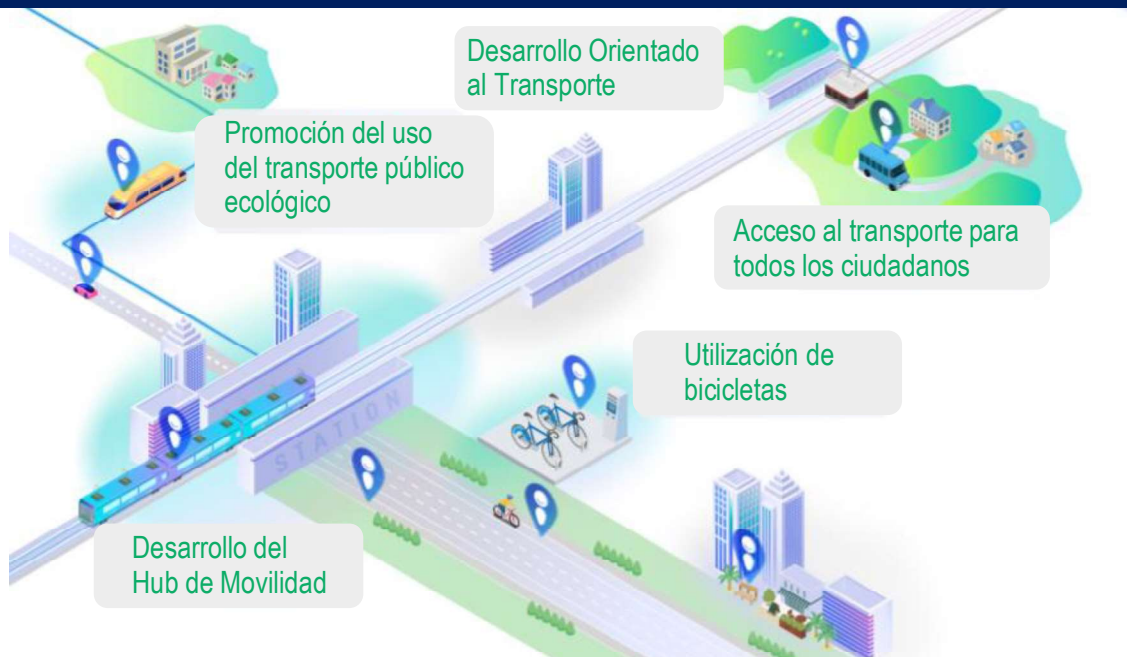 Desarrollo Orientado
al Transporte
Promoción del uso
del transporte público
ecológico
Acceso al transporte para
todos los ciudadanos
Utilización de
bicicletas
STATION
Desarrollo del
Hub de Movilidad